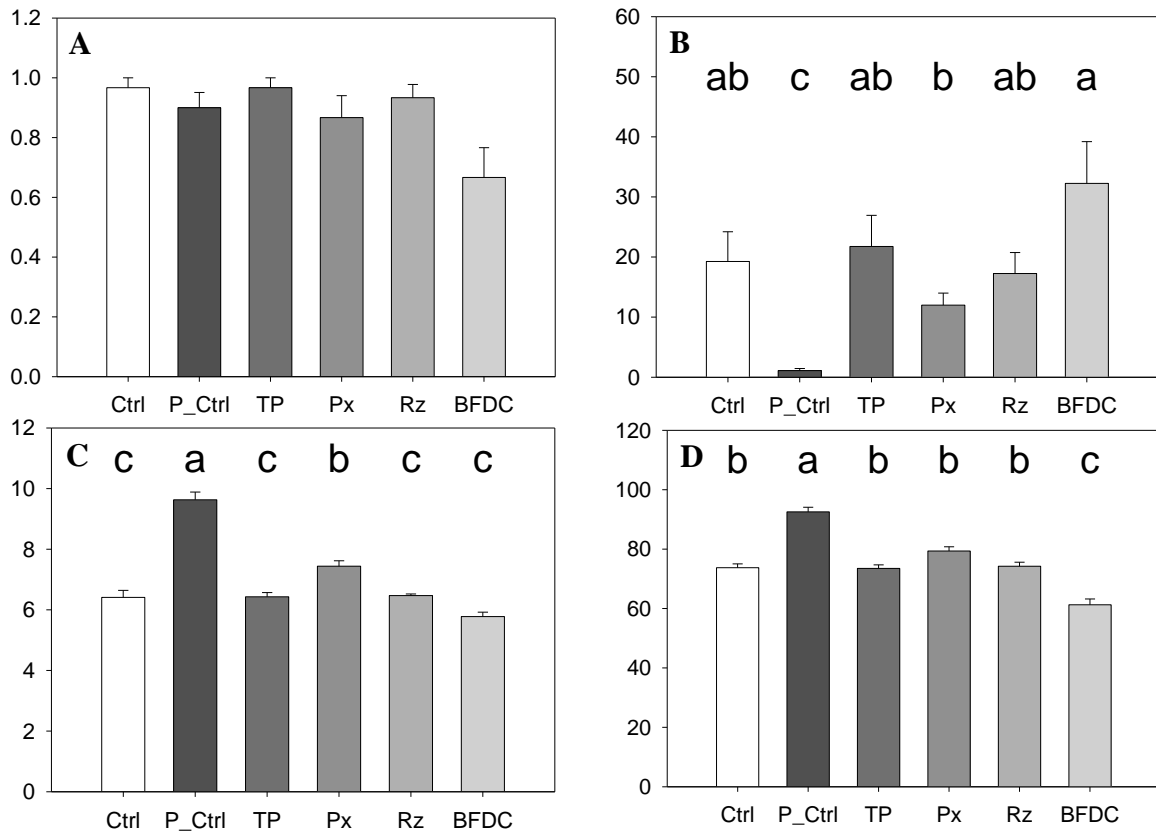 A
1.2
1.0
0.8
0.6
0.4
0.2
0.0
Ctrl P_Ctrl TP Px Rz BFDC
B
ab c ab b ab a
60
50
40
30
20
10
0
Ctrl P_Ctrl TP Px Rz BFDC
C
c a c b c c
12
10
8
6
4
2
0
Ctrl P_Ctrl TP Px Rz BFDC
D
b a b b b c
120
100
80
60
40
20
0
Ctrl P_Ctrl TP Px Rz BFDC